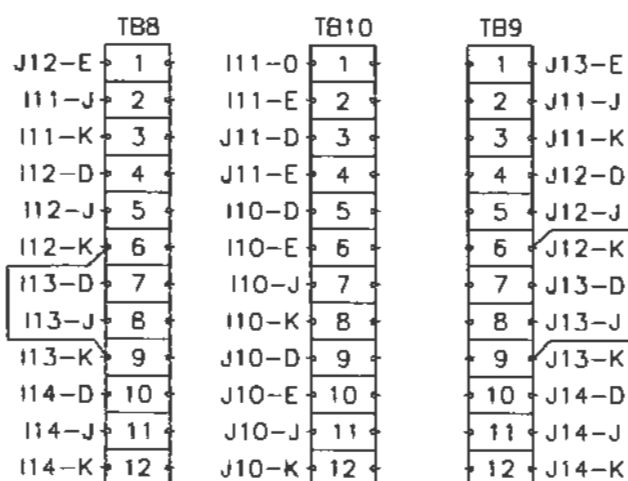 TB8 TB10 TB9
J12-E 1 I11-0 1 1 J13-E
I11-J 2 I11-E 2 2 J11-J
I11-K 3 J11-D 3 3 J11-K
I12-D 4 J11-E 4 4 J12-0
I12-J 5 I10-D 5 5 J12-J
I12-K 6 I10-E 6 6 J12-K
I13-D 7 I10-J 7 7 J13-D
I13-J 8 I10-K 8 8 J13-J
I13-K 9 J10-D 9 9 J13-K
I14-D 10 J10-E 10 10 J14-D
I14-J 11 J10-J 11 11 J14-J
I14-K 12 J10-K 12 12 J14-K